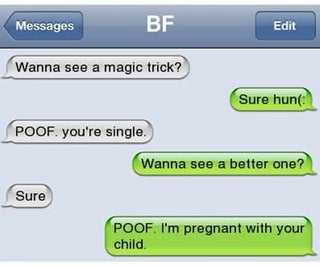 Messages
BF
Edit
Wanna see a magic trick?
Sure hun(:
POOF. you're single.
Wanna see a better one?
Sure
POOF. I'm pregnant with your
child.